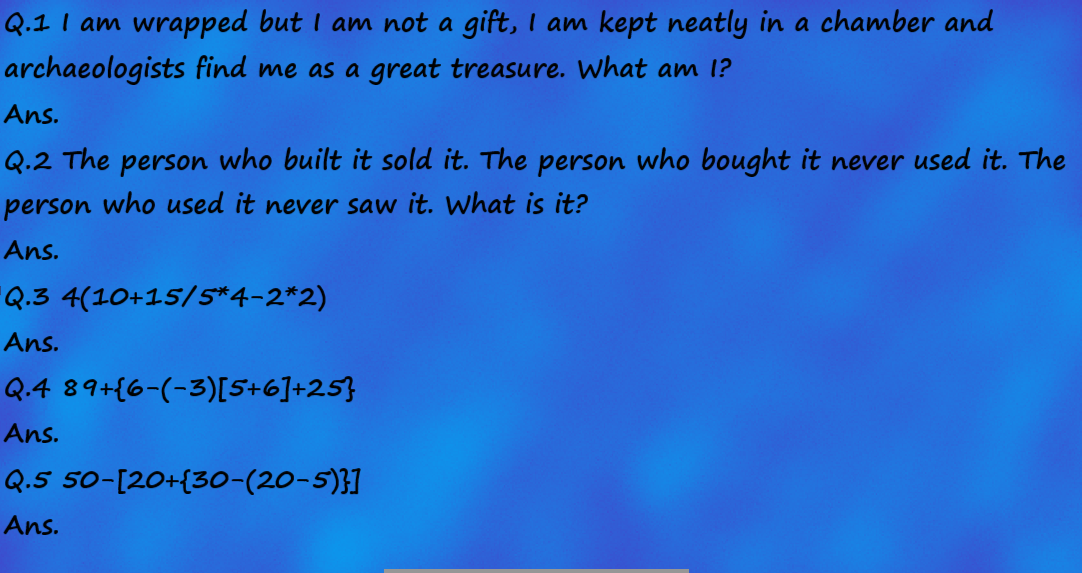 Q.1 I am wrapped but I am not a gift, I am kept neatly in a chamber and
archaeologists find me as a great treasure. What am I?
Ans.
Q.2 The person who built it sold it. The person who bought it never used it. The
person who used it never saw it. What is it?
Ans.
Q.3 4(10+15/5*4-2*2)
Ans.
Q.4 89+{6-(-3)[5+6]+25}
Ans.
Q.5 50-[20+{30-(20-5)}]
Ans.